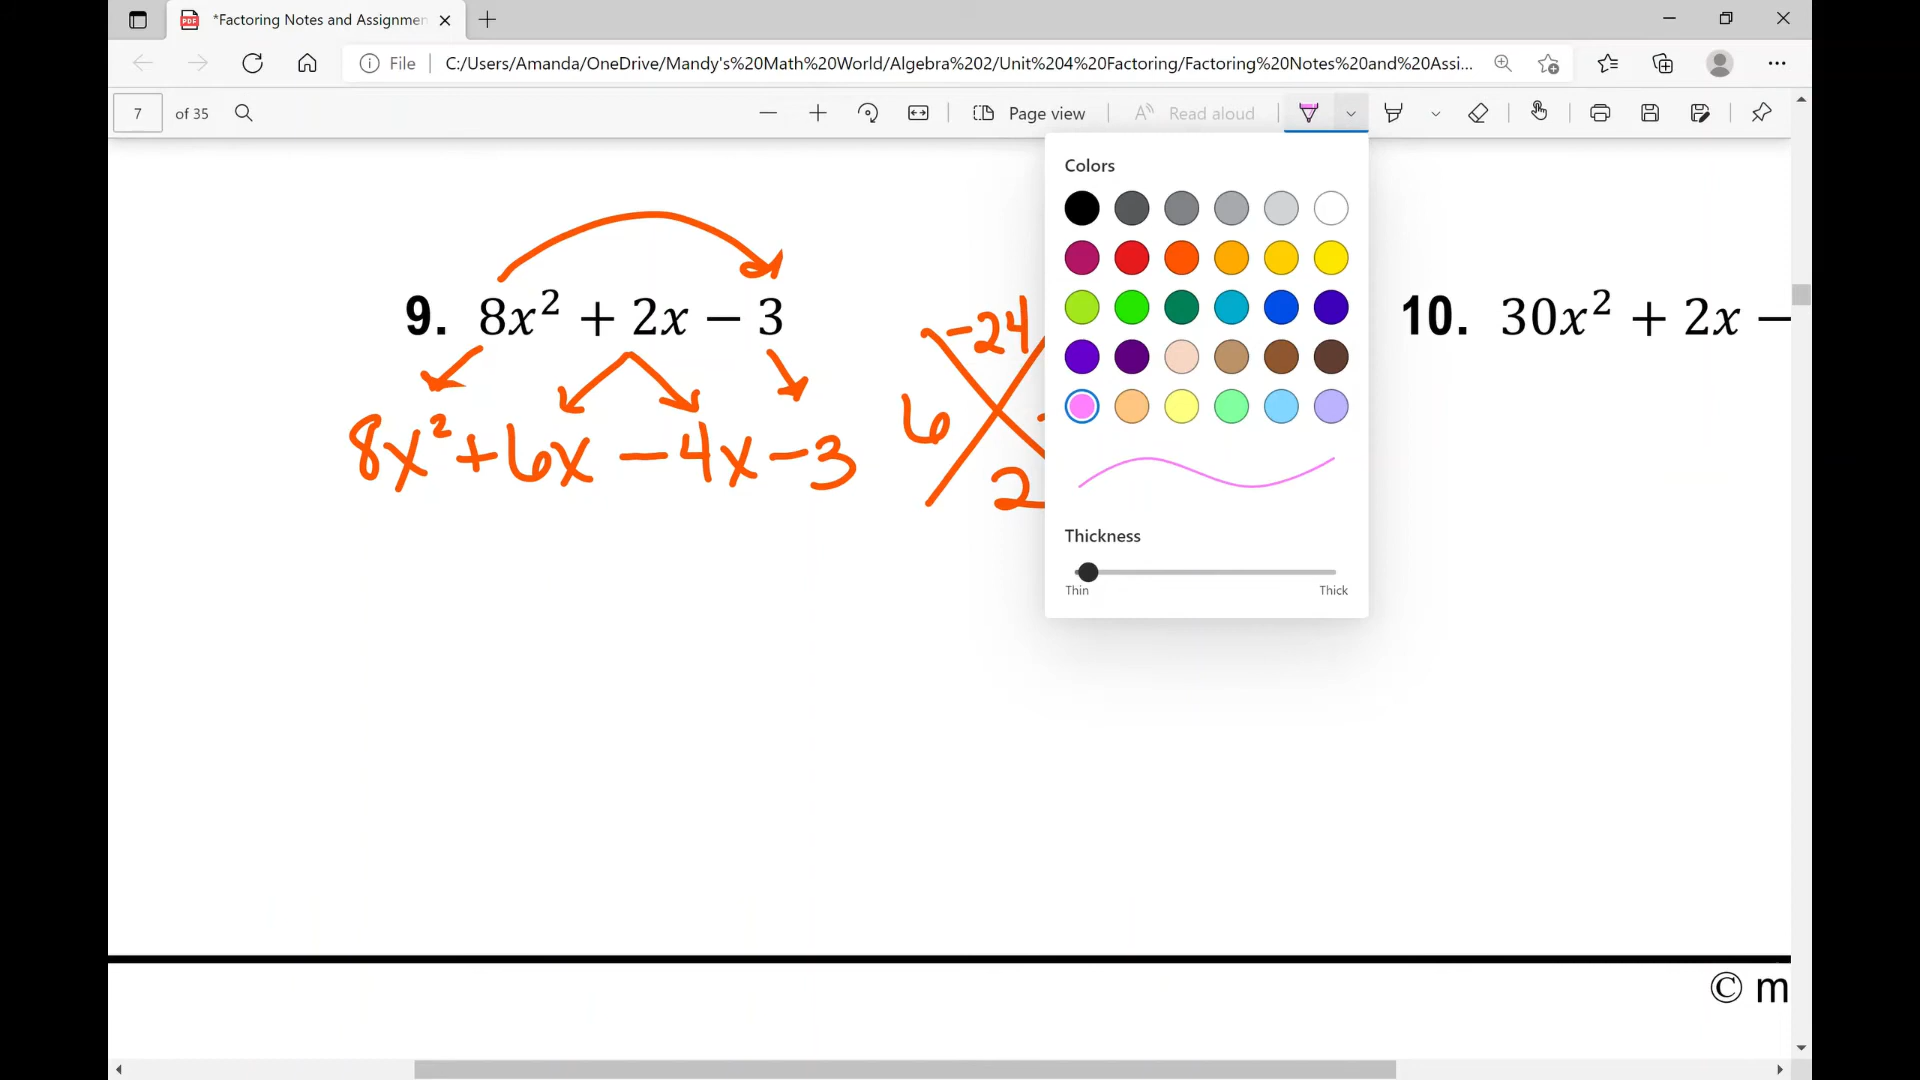 *Factoring Notes and Assignmen
File
C:/Users/Amanda/OneDrive/Mandy's%20Math%20World/Algebra%202/Unit%204%20Factoring/Factoring%20Notes%20and%20Assi...
7 of 35
Page view
Read aloud
Colors
9. 8x² + 2x − 3
-24
10. 30x² + 2x −
6
8x² + 6x − 4x − 3
2
Thickness
Thin
Thick
© m